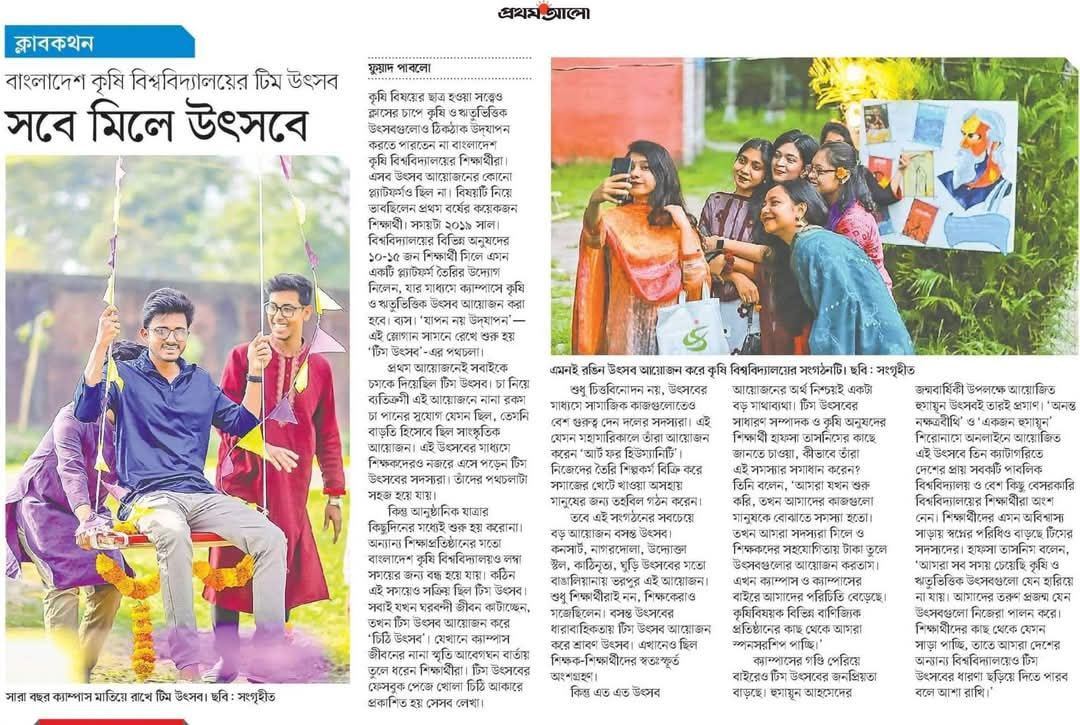 প্রথম আলো
ক্লাবকথন
বাংলাদেশ কৃষি বিশ্ববিদ্যালয়ের টিম উৎসব
সবে মিলে উৎসবে
সারা বছর ক্যাম্পাস মাতিয়ে রাখে টিম উৎসব। ছবি : সংগৃহীত
ফুয়াদ পাবলো
কৃষি বিষয়ের ছাত্র হওয়া সত্ত্বেও
ক্লাসের চাপে কৃষি ও ঋতুভিত্তিক
উৎসবগুলোও ঠিকঠাক উদ্‌যাপন
করতে পারতেন না বাংলাদেশ
কৃষি বিশ্ববিদ্যালয়ের শিক্ষার্থীরা।
এসব উৎসব আয়োজনের কোনো
প্ল্যাটফর্মও ছিল না। বিষয়টি নিয়ে
ভাবছিলেন প্রথম বর্ষের কয়েকজন
শিক্ষার্থী। সময়টা ২০১৯ সাল।
বিশ্ববিদ্যালয়ের বিভিন্ন অনুষদের
১০-১৫ জন শিক্ষার্থী মিলে এমন
একটি প্ল্যাটফর্ম তৈরির উদ্যোগ
নিলেন, যার মাধ্যমে ক্যাম্পাসে কৃষি
ও ঋতুভিত্তিক উৎসব আয়োজন করা
হবে। ব্যস। ‘যাপন নয় উদ্‌যাপন’—
এই স্লোগান সামনে রেখে শুরু হয়
‘টিম উৎসব’-এর পথচলা।
প্রথম আয়োজনেই সবাইকে
চমকে দিয়েছিল টিম উৎসব। চা নিয়ে
ব্যতিক্রমী এই আয়োজনে নানা রকম
চা পানের সুযোগ যেমন ছিল, তেমনি
বাড়তি হিসেবে ছিল সাংস্কৃতিক
আয়োজন। এই উৎসবের মাধ্যমে
শিক্ষকদেরও নজরে এসে পড়েন টিম
উৎসবের সদস্যরা। তাঁদের পথচলাটা
সহজ হয়ে যায়।
কিন্তু আনুষ্ঠানিক যাত্রার
কিছুদিনের মধ্যেই শুরু হয় করোনা।
অন্যান্য শিক্ষাপ্রতিষ্ঠানের মতো
বাংলাদেশ কৃষি বিশ্ববিদ্যালয়ও লম্বা
সময়ের জন্য বন্ধ হয়ে যায়। কঠিন
এই সময়েও সক্রিয় ছিল টিম উৎসব।
সবাই যখন ঘরবন্দী জীবন কাটাচ্ছেন,
তখন টিম উৎসব আয়োজন করে
‘চিঠি উৎসব’। যেখানে ক্যাম্পাস
জীবনের নানা স্মৃতি আবেগঘন বার্তায়
তুলে ধরেন শিক্ষার্থীরা। টিম উৎসবের
ফেসবুক পেজে খোলা চিঠি আকারে
প্রকাশিত হয় সেসব লেখা।
এমনই রঙিন উৎসব আয়োজন করে কৃষি বিশ্ববিদ্যালয়ের সংগঠনটি। ছবি : সংগৃহীত
শুধু চিত্তবিনোদন নয়, উৎসবের
মাধ্যমে সামাজিক কাজগুলোতেও
বেশ গুরুত্ব দেন দলের সদস্যরা। এই
যেমন মহামারিকালে তাঁরা আয়োজন
করেন ‘আর্ট ফর হিউম্যানিটি’।
নিজেদের তৈরি শিল্পকর্ম বিক্রি করে
সমাজের খেটে খাওয়া অসহায়
মানুষের জন্য তহবিল গঠন করেন।
তবে এই সংগঠনের সবচেয়ে
বড় আয়োজন বসন্ত উৎসব।
কনসার্ট, নাগরদোলা, উদ্যোক্তা
স্টল, কাঠিনৃত্য, ঘুড়ি উৎসবের মতো
বাঙালিয়ানায় ভরপুর এই আয়োজন।
শুধু শিক্ষার্থীরাই নন, শিক্ষকেরাও
মজেছিলেন। বসন্ত উৎসবের
ধারাবাহিকতায় টিম উৎসব আয়োজন
করে শ্রাবণ উৎসব। এখানেও ছিল
শিক্ষক-শিক্ষার্থীদের স্বতঃস্ফূর্ত
অংশগ্রহণ।
কিন্তু এত এত উৎসব
আয়োজনের অর্থ নিশ্চয়ই একটা
বড় মাথাব্যথা। টিম উৎসবের
সাধারণ সম্পাদক ও কৃষি অনুষদের
শিক্ষার্থী হাফসা তাসনিমের কাছে
জানতে চাওয়া, কীভাবে তাঁরা
এই সমস্যার সমাধান করেন?
তিনি বলেন, ‘আমরা যখন শুরু
করি, তখন আমাদের কাজগুলো
মানুষকে বোঝাতে সমস্যা হতো।
তখন আমরা সদস্যরা মিলে ও
শিক্ষকদের সহযোগিতায় টাকা তুলে
উৎসবগুলোর আয়োজন করতাম।
এখন ক্যাম্পাস ও ক্যাম্পাসের
বাইরে আমাদের পরিচিতি বেড়েছে।
কৃষিবিষয়ক বিভিন্ন বাণিজ্যিক
প্রতিষ্ঠানের কাছ থেকে আমরা
স্পনসরশিপ পাচ্ছি।’
ক্যাম্পাসের গণ্ডি পেরিয়ে
বাইরেও টিম উৎসবের জনপ্রিয়তা
বাড়ছে। হুমায়ূন আহমেদের
জন্মবার্ষিকী উপলক্ষে আয়োজিত
হুমায়ূন উৎসবই তারই প্রমাণ। ‘অনন্ত
নক্ষত্রবীথি’ ও ‘একজন হুমায়ূন’
শিরোনামে অনলাইনে আয়োজিত
এই উৎসবে তিন ক্যাটাগরিতে
দেশের প্রায় সবকটি পাবলিক
বিশ্ববিদ্যালয় ও বেশ কিছু বেসরকারি
বিশ্ববিদ্যালয়ের শিক্ষার্থীরা অংশ
নেন। শিক্ষার্থীদের এমন অবিশ্বাস্য
সাড়ায় স্বপ্নের পরিধিও বাড়ছে টিমের
সদস্যদের। হাফসা তাসনিম বলেন,
‘আমরা সব সময় চেয়েছি কৃষি ও
ঋতুভিত্তিক উৎসবগুলো যেন হারিয়ে
না যায়। আমাদের তরুণ প্রজন্ম যেন
উৎসবগুলো নিজেরা পালন করে।
শিক্ষার্থীদের কাছ থেকে যেমন
সাড়া পাচ্ছি, তাতে আমরা দেশের
অন্যান্য বিশ্ববিদ্যালয়েও টিম
উৎসবের ধারণা ছড়িয়ে দিতে পারব
বলে আশা রাখি।’